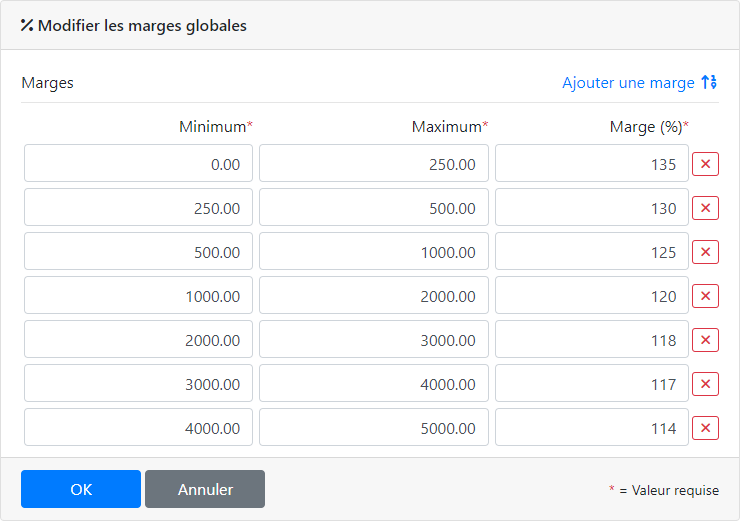 Modifier les marges globales
Marges Ajouter une marge
Minimum* Maximum* Marge (%)*
0.00 250.00 135
250.00 500.00 130
500.00 1000.00 125
1000.00 2000.00 120
2000.00 3000.00 118
3000.00 4000.00 117
4000.00 5000.00 114
OK Annuler * = Valeur requise